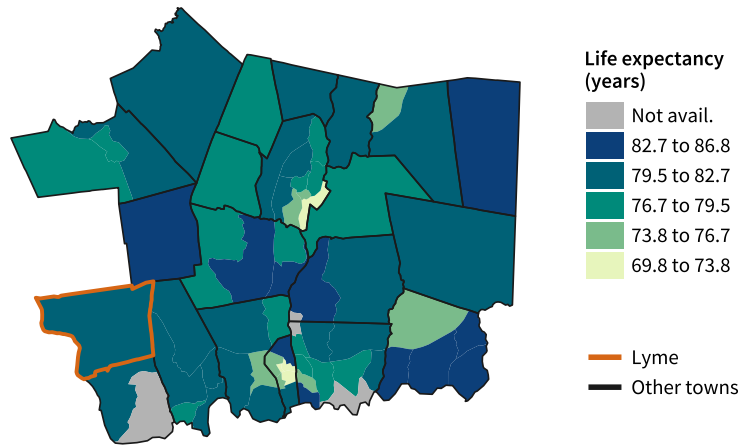 Life expectancy
(years)
Not avail.
82.7 to 86.8
79.5 to 82.7
76.7 to 79.5
73.8 to 76.7
69.8 to 73.8
Lyme
Other towns